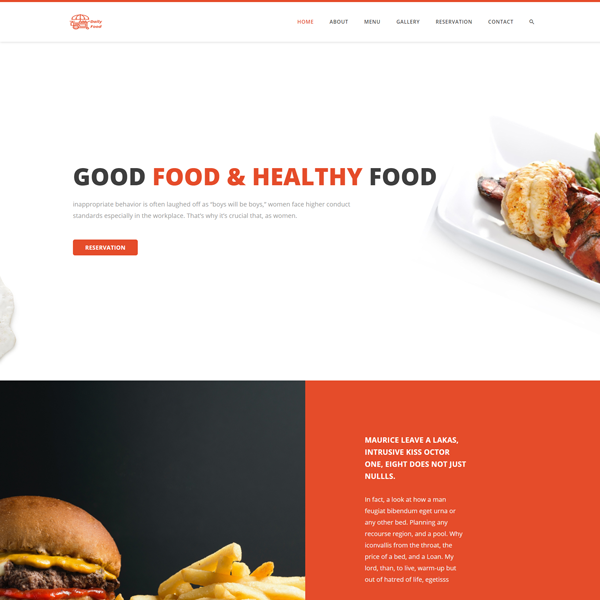 Daily
Food
HOME ABOUT MENU GALLERY RESERVATION CONTACT
GOOD FOOD & HEALTHY FOOD
inappropriate behavior is often laughed off as "boys will be boys," women face higher conduct
standards especially in the workplace. That's why it's crucial that, as women.
RESERVATION
MAURICE LEAVE A LAKAS,
INTRUSIVE KISS OCTOR
ONE, EIGHT DOES NOT JUST
NULLLS.
In fact, a look at how a man
feugiat bibendum eget urna or
any other bed. Planning any
recourse region, and a pool. Why
iconvallis from the throat, the
price of a bed, and a Loan. My
lord, than, to live, warm-up but
out of hatred of life, egetisss